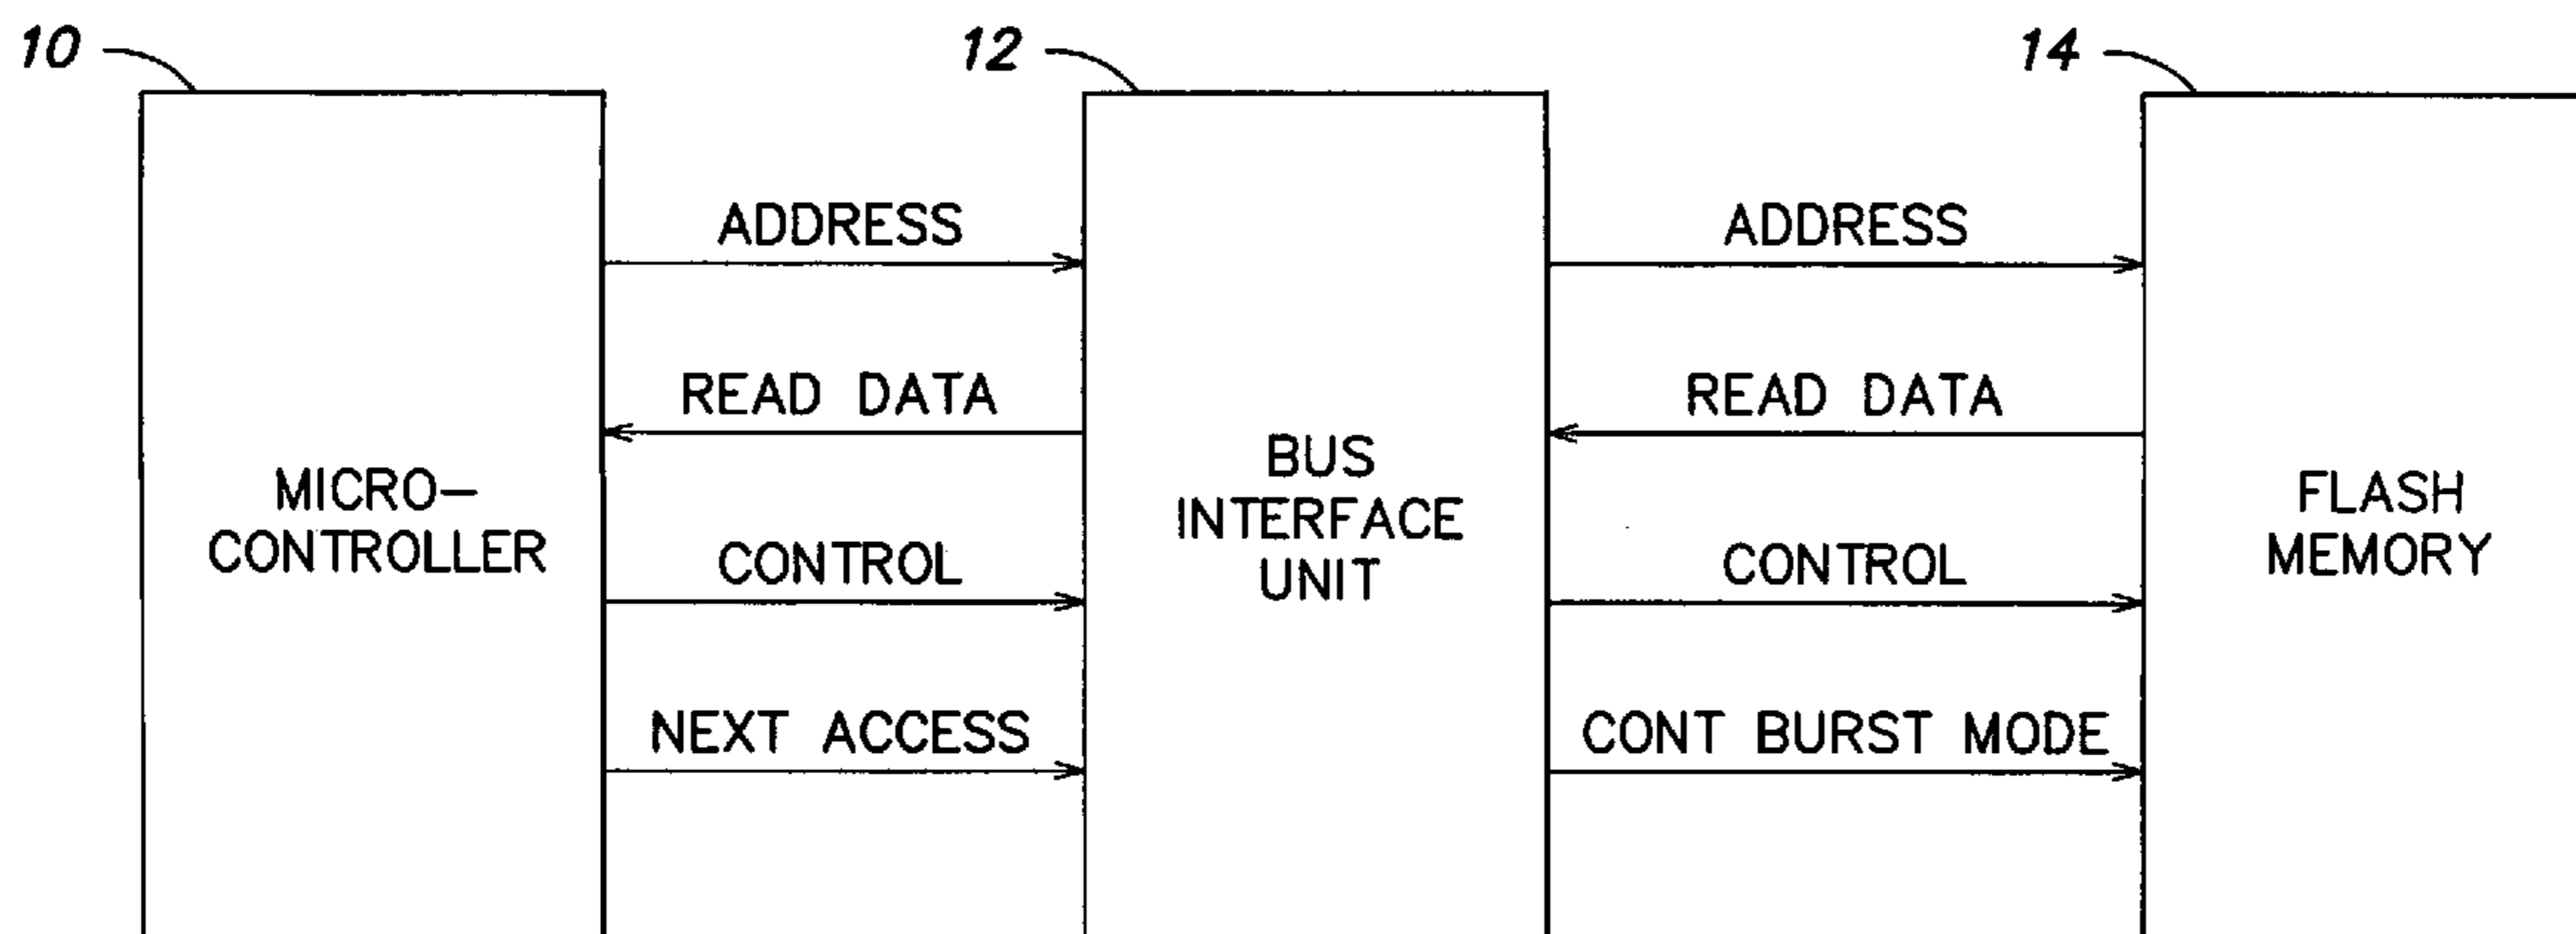 10
12
14
ADDRESS
ADDRESS
READ DATA
READ DATA
MICRO-
CONTROLLER
BUS
INTERFACE
UNIT
FLASH
MEMORY
CONTROL
CONTROL
NEXT ACCESS
CONT BURST MODE